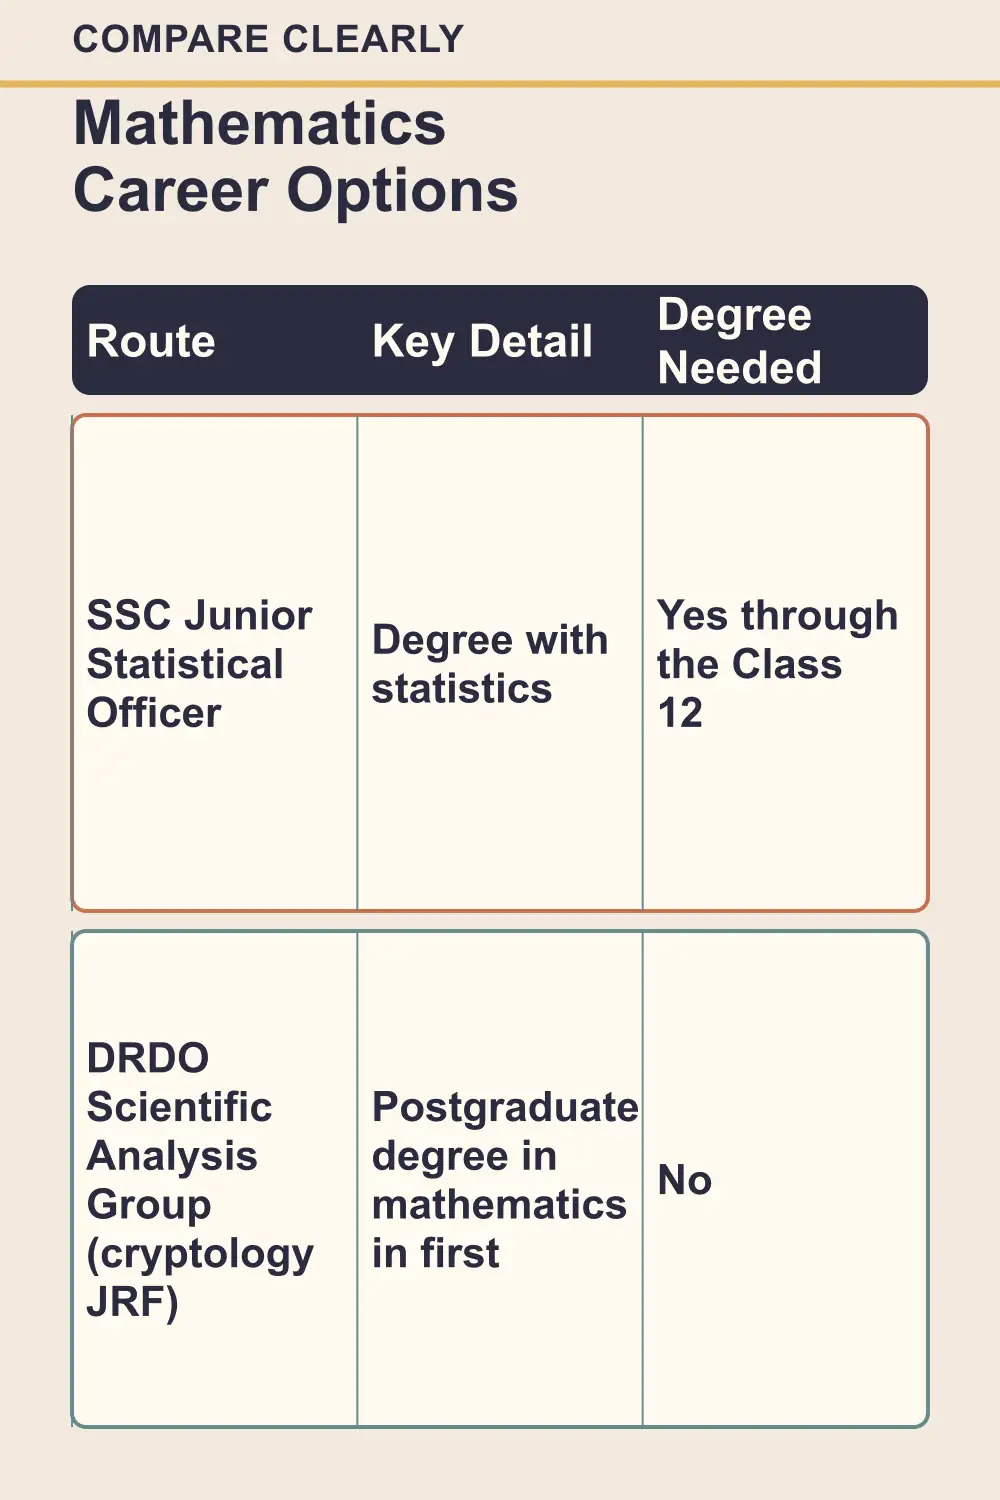 COMPARE CLEARLY
Mathematics
Career Options
Route
Key Detail
Degree
Needed
SSC Junior
Statistical
Officer
Degree with
statistics
Yes through
the Class
12
DRDO
Scientific
Analysis
Group
(cryptology
JRF)
Postgraduate
degree in
mathematics
in first
No